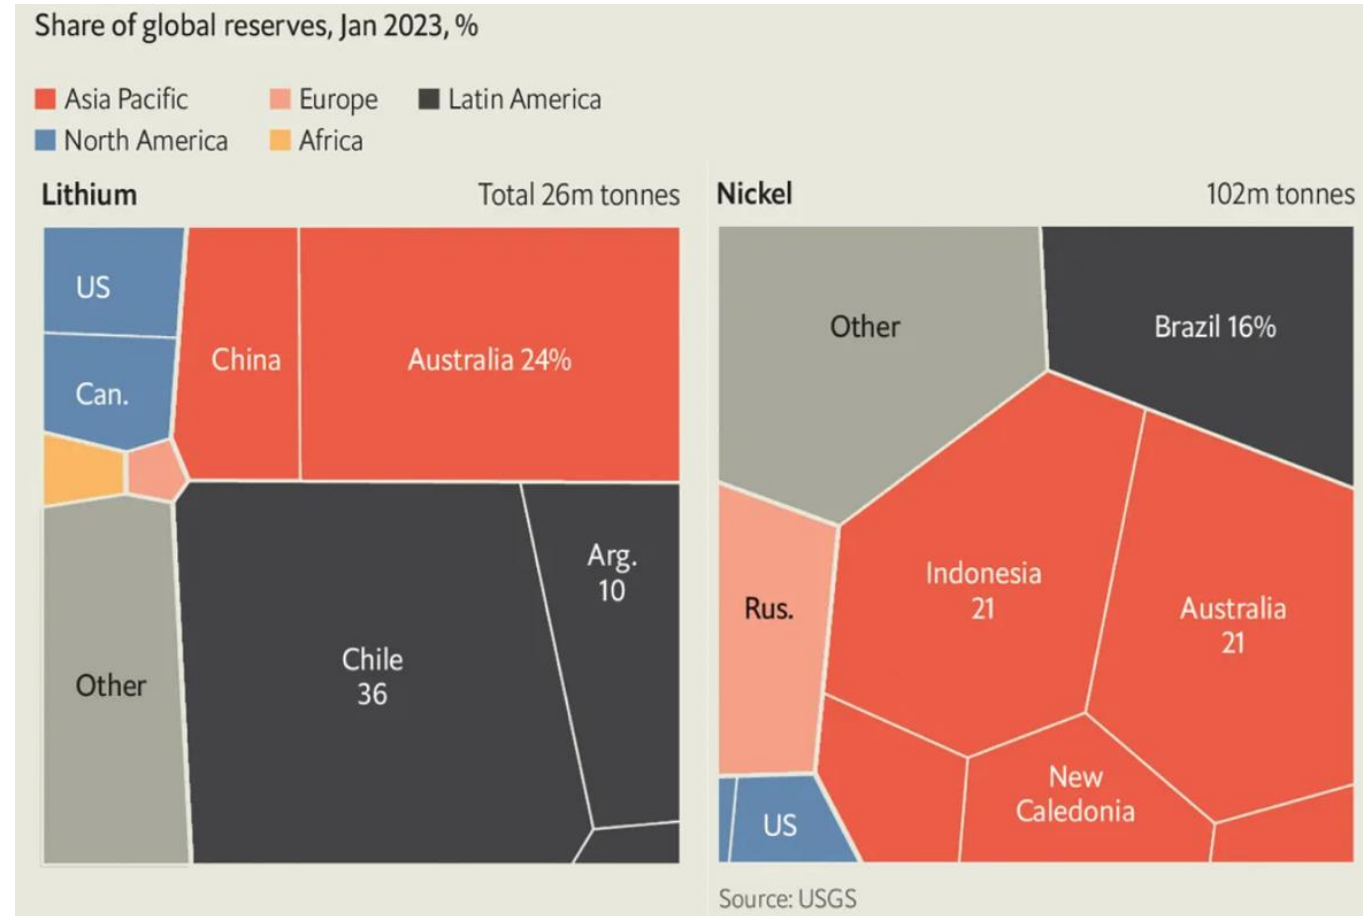 Share of global reserves, Jan 2023, %
Asia Pacific
Europe
Latin America
North America
Africa
Lithium
Total 26m tonnes
US
Can.
China
Australia 24%
Other
Chile
36
Arg.
10
Nickel
102m tonnes
Other
Brazil 16%
Rus.
Indonesia
21
Australia
21
US
New
Caledonia
Source: USGS